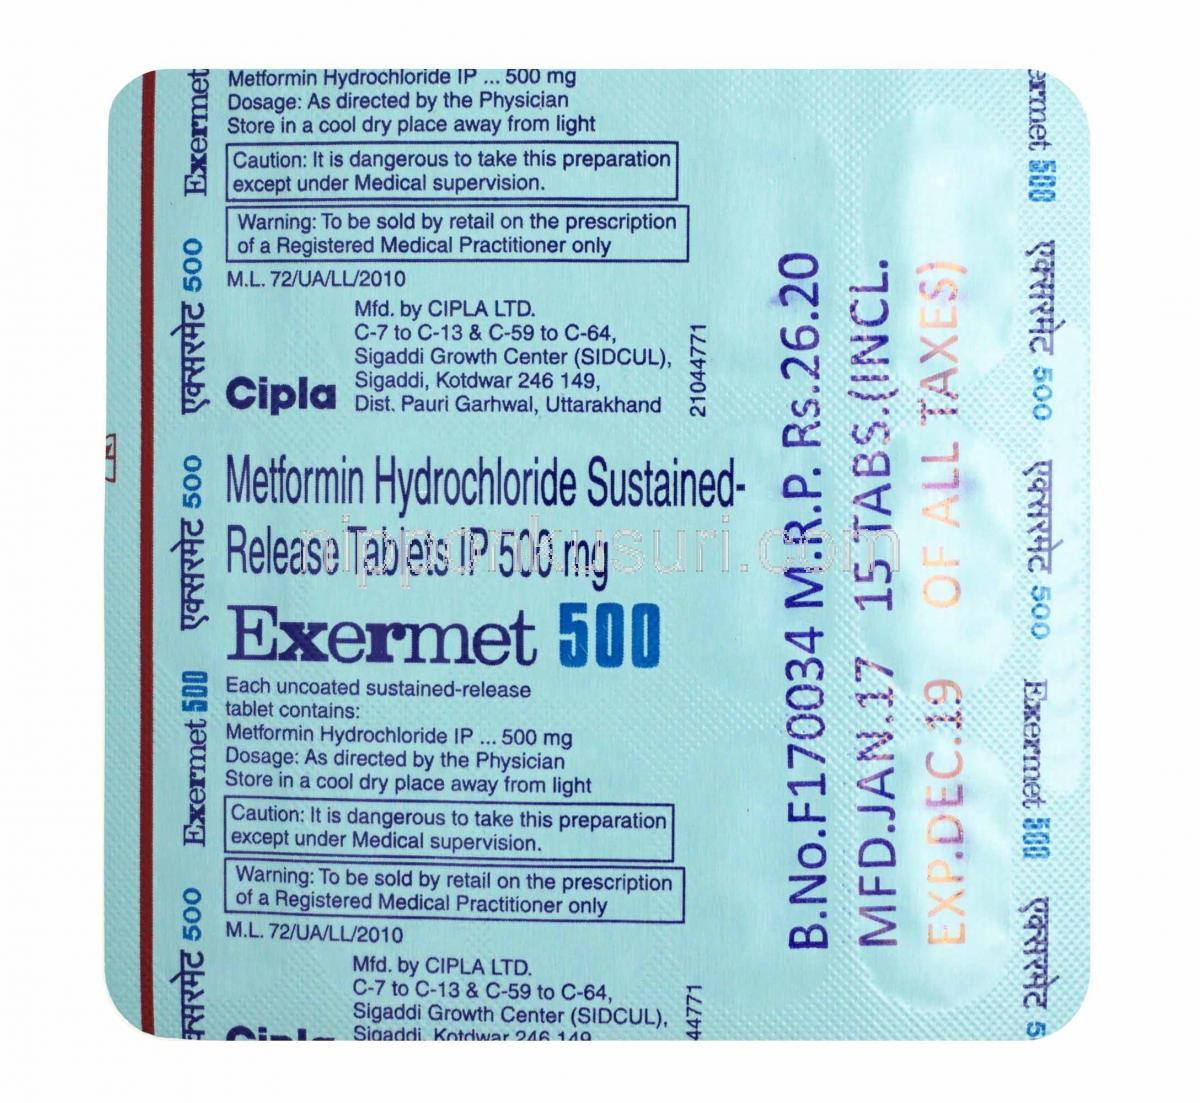 Metformin Hydrochloride IP ... 500 mg
Dosage: As directed by the Physician
Store in a cool dry place away from light
Caution: It is dangerous to take this preparation
except under Medical supervision.
Warning: To be sold by retail on the prescription
of a Registered Medical Practitioner only
M.L. 72/UA/LL/2010
Mfd. by CIPLA LTD.
C-7 to C-13 & C-59 to C-64,
Sigaddi Growth Center (SIDCUL),
Sigaddi, Kotdwar 246 149,
Dist. Pauri Garhwal, Uttarakhand
Cipla
21044771
Metformin Hydrochloride Sustained-
Release Tablets IP 500 mg
Exermet 500
Each uncoated sustained-release
tablet contains:
Metformin Hydrochloride IP ... 500 mg
Dosage: As directed by the Physician
Store in a cool dry place away from light
Caution: It is dangerous to take this preparation
except under Medical supervision.
Warning: To be sold by retail on the prescription
of a Registered Medical Practitioner only
M.L. 72/UA/LL/2010
Mfd. by CIPLA LTD.
C-7 to C-13 & C-59 to C-64,
Sigaddi Growth Center (SIDCUL),
Sigaddi, Kotdwar 246 149,
Cipla
44771
Exermet
एक्सरमेट 500
एक्सरमेट 500
Exermet 500
क्सरमेट 500
B.No.F170034 M.R.P. Rs.26.20
MFD.JAN.17 15 TABS.(INCL.
EXP.DEC.19 OF ALL TAXES)
ermet 500
एक्सरमेट 500
एक्सरमेट 500
Exermet 500
एक्सरमेट 5
nipponkusuri.com